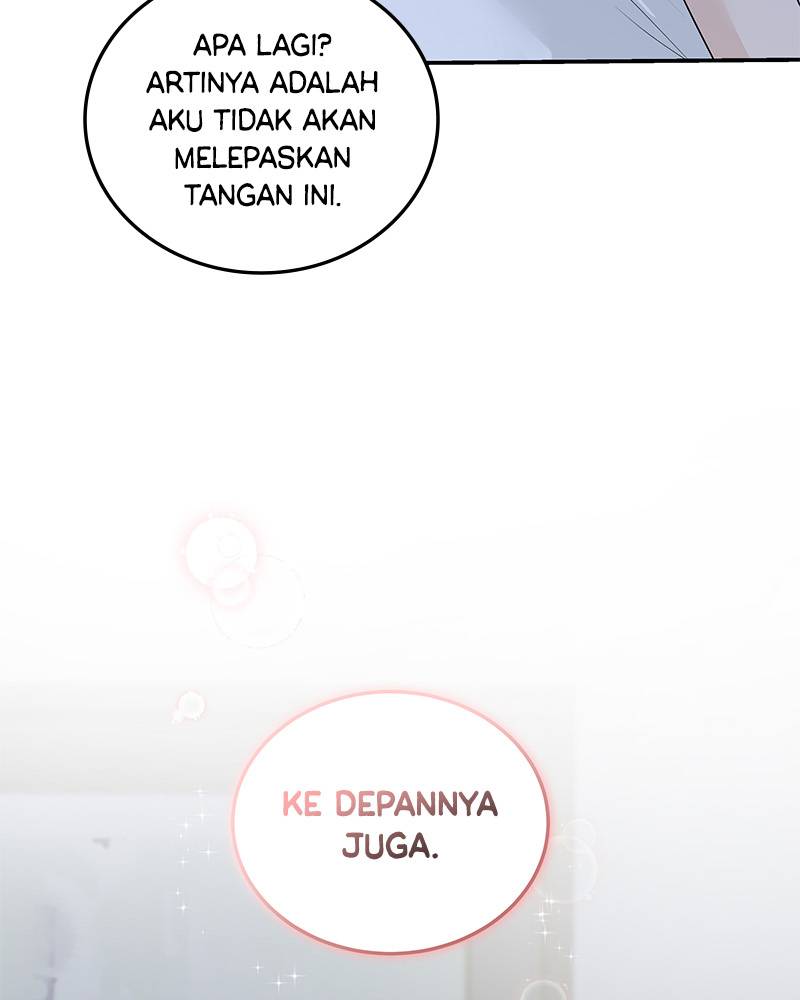 APA LAGI?
ARTINYA ADALAH
AKU TIDAK AKAN
MELEPASKAN
TANGAN INI.
KE DEPANNYA
JUGA.